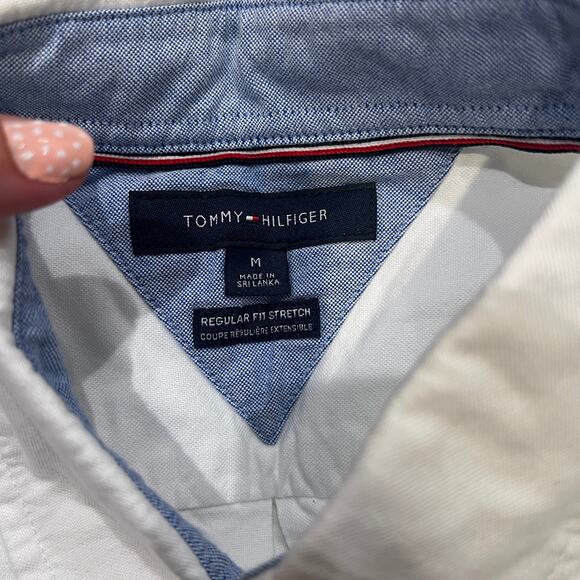 TOMMY HILFIGER
M
MADE IN
SRI LANKA
REGULAR FIT STRETCH
COUPE RÉGULIÈRE EXTENSIBLE